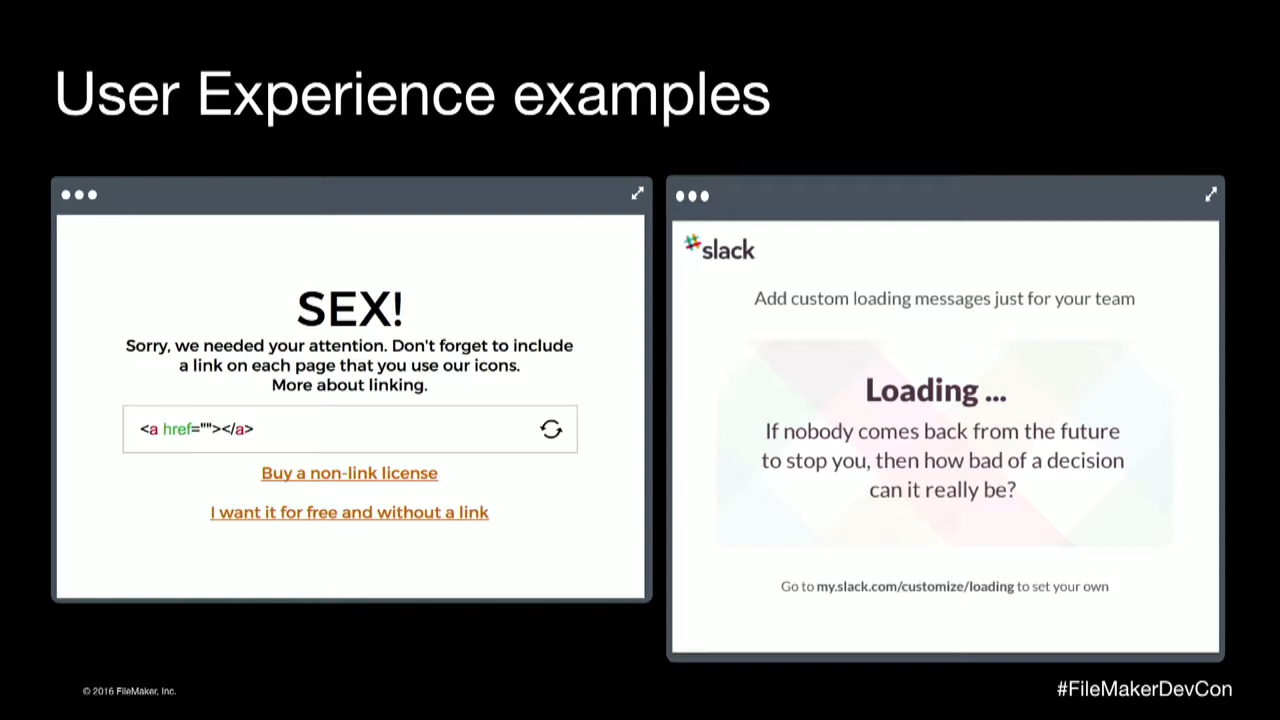 User Experience examples
SEX!
Sorry, we needed your attention. Don't forget to include
a link on each page that you use our icons.
More about linking.
<a href=""></a>
Buy a non-link license
I want it for free and without a link
slack
Add custom loading messages just for your team
Loading ...
If nobody comes back from the future
to stop you, then how bad of a decision
can it really be?
Go to my.slack.com/customize/loading to set your own
© 2016 FileMaker, Inc.
#FileMakerDevCon